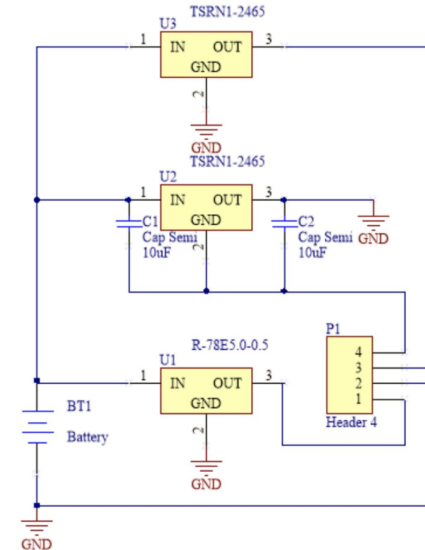 TSRN1-2465
U3
1 IN OUT 3
GND
2
GND
TSRN1-2465
U2
1 IN OUT 3
GND
2
C1
Cap Semi
10uF
C2
Cap Semi
10uF
GND
R-78E5.0-0.5
U1
1 IN OUT 3
GND
2
GND
P1
4
3
2
1
Header 4
BT1
Battery
GND